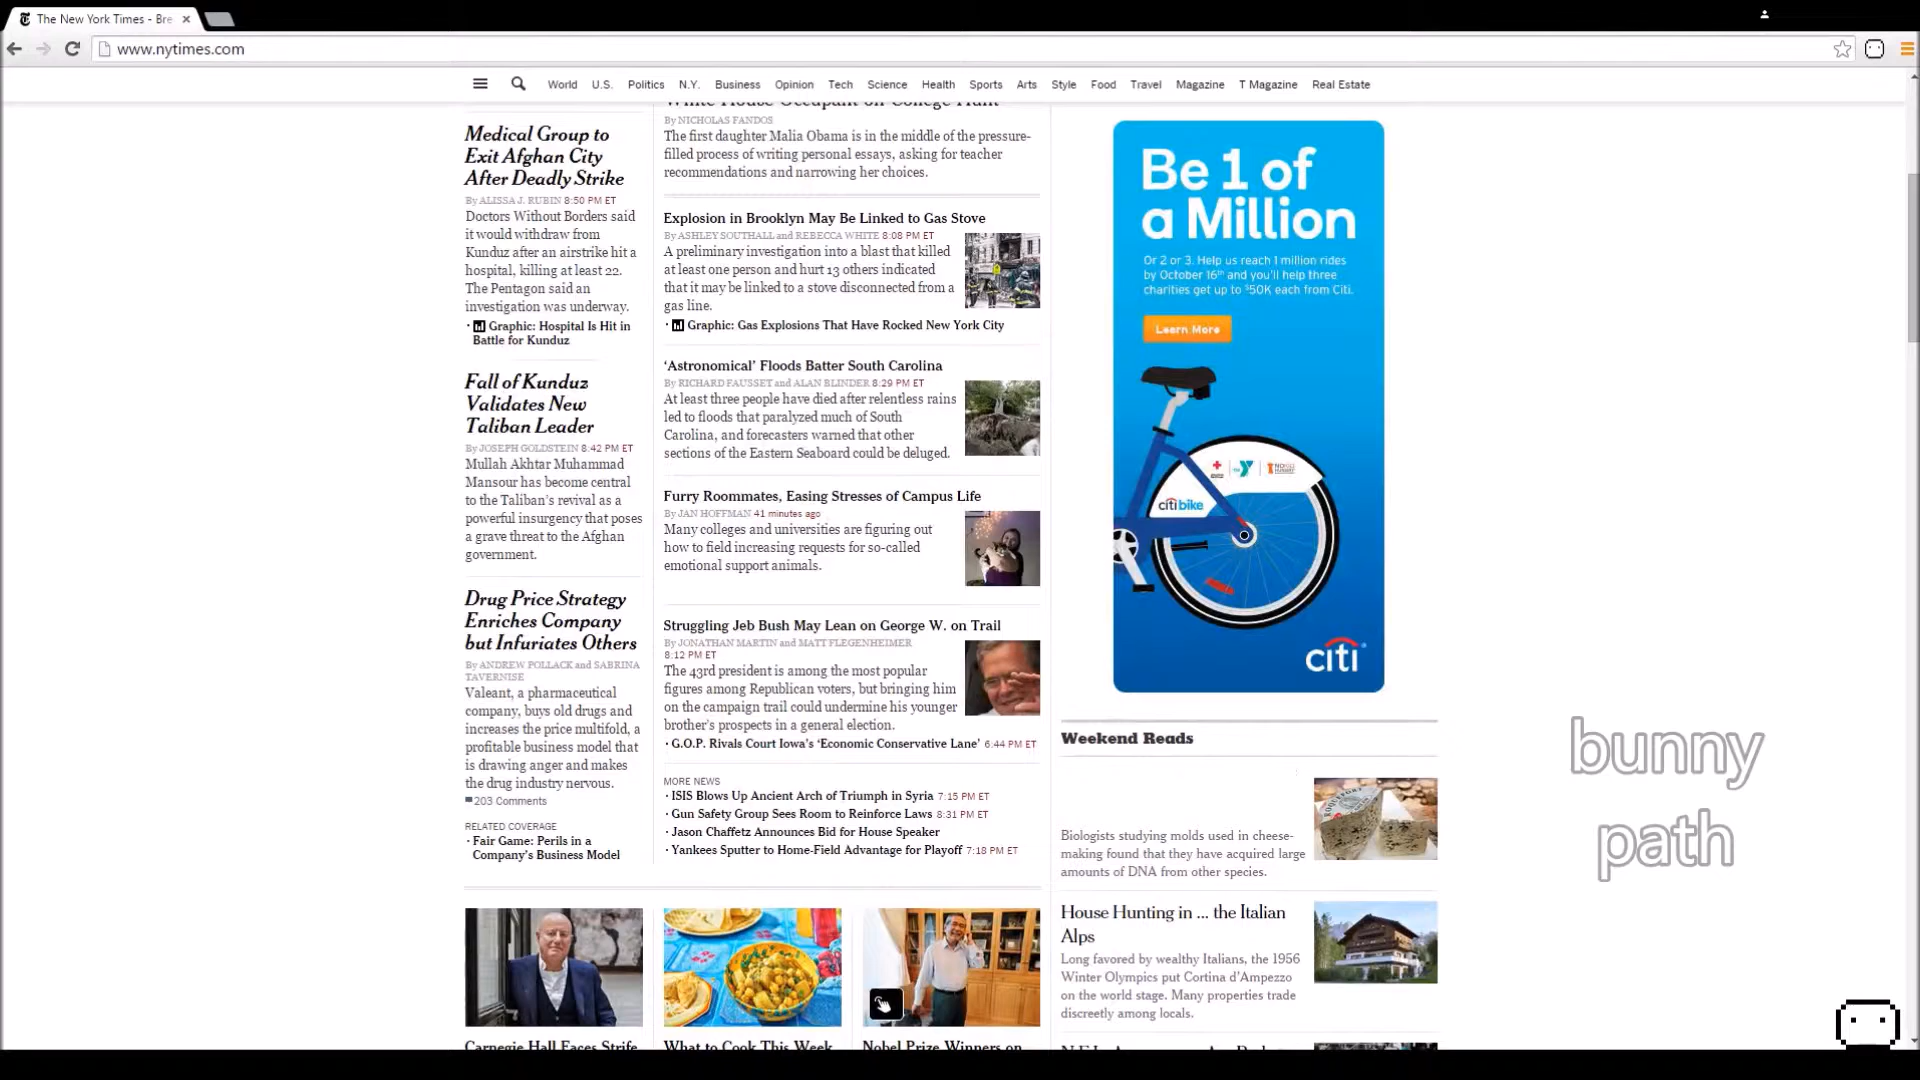 The New York Times - Bre
www.nytimes.com
World U.S. Politics N.Y. Business Opinion Tech Science Health Sports Arts Style Food Travel Magazine T Magazine Real Estate
Medical Group to
Exit Afghan City
After Deadly Strike
By ALISSA J. RUBIN 8:50 PM ET
Doctors Without Borders said
it would withdraw from
Kunduz after an airstrike hit a
hospital, killing at least 22.
The Pentagon said an
investigation was underway.
· Graphic: Hospital Is Hit in
Battle for Kunduz
Fall of Kunduz
Validates New
Taliban Leader
By JOSEPH GOLDSTEIN 8:42 PM ET
Mullah Akhtar Muhammad
Mansour has become central
to the Taliban's revival as a
powerful insurgency that poses
a grave threat to the Afghan
government.
Drug Price Strategy
Enriches Company
but Infuriates Others
By ANDREW POLLACK and SABRINA
TAVERNISE
Valeant, a pharmaceutical
company, buys old drugs and
increases the price multifold, a
profitable business model that
is drawing anger and makes
the drug industry nervous.
203 Comments
RELATED COVERAGE
· Fair Game: Perils in a
Company's Business Model
White House Occupant on College Hunt
By NICHOLAS FANDOS
The first daughter Malia Obama is in the middle of the pressure-
filled process of writing personal essays, asking for teacher
recommendations and narrowing her choices.
Explosion in Brooklyn May Be Linked to Gas Stove
By ASHLEY SOUTHALL and REBECCA WHITE 8:08 PM ET
A preliminary investigation into a blast that killed
at least one person and hurt 13 others indicated
that it may be linked to a stove disconnected from a
gas line.
· Graphic: Gas Explosions That Have Rocked New York City
‘Astronomical’ Floods Batter South Carolina
By RICHARD FAUSSET and ALAN BLINDER 8:29 PM ET
At least three people have died after relentless rains
led to floods that paralyzed much of South
Carolina, and forecasters warned that other
sections of the Eastern Seaboard could be deluged.
Furry Roommates, Easing Stresses of Campus Life
By JAN HOFFMAN 41 minutes ago
Many colleges and universities are figuring out
how to field increasing requests for so-called
emotional support animals.
Struggling Jeb Bush May Lean on George W. on Trail
By JONATHAN MARTIN and MATT FLEGENHEIMER
8:12 PM ET
The 43rd president is among the most popular
figures among Republican voters, but bringing him
on the campaign trail could undermine his younger
brother's prospects in a general election.
· G.O.P. Rivals Court Iowa's ‘Economic Conservative Lane’ 6:44 PM ET
MORE NEWS
· ISIS Blows Up Ancient Arch of Triumph in Syria 7:15 PM ET
· Gun Safety Group Sees Room to Reinforce Laws 8:31 PM ET
· Jason Chaffetz Announces Bid for House Speaker
· Yankees Sputter to Home-Field Advantage for Playoff 7:18 PM ET
Carnegie Hall Faces Strife
What to Cook This Week
Nobel Prize Winners on
Be 1 of
a Million
Or 2 or 3. Help us reach 1 million rides
by October 16th and you'll help three
charities get up to $50K each from Citi.
Learn More
citi bike
citi
Weekend Reads
Biologists studying molds used in cheese-
making found that they have acquired large
amounts of DNA from other species.
House Hunting in ... the Italian
Alps
Long favored by wealthy Italians, the 1956
Winter Olympics put Cortina d'Ampezzo
on the world stage. Many properties trade
discreetly among locals.
bunny
path